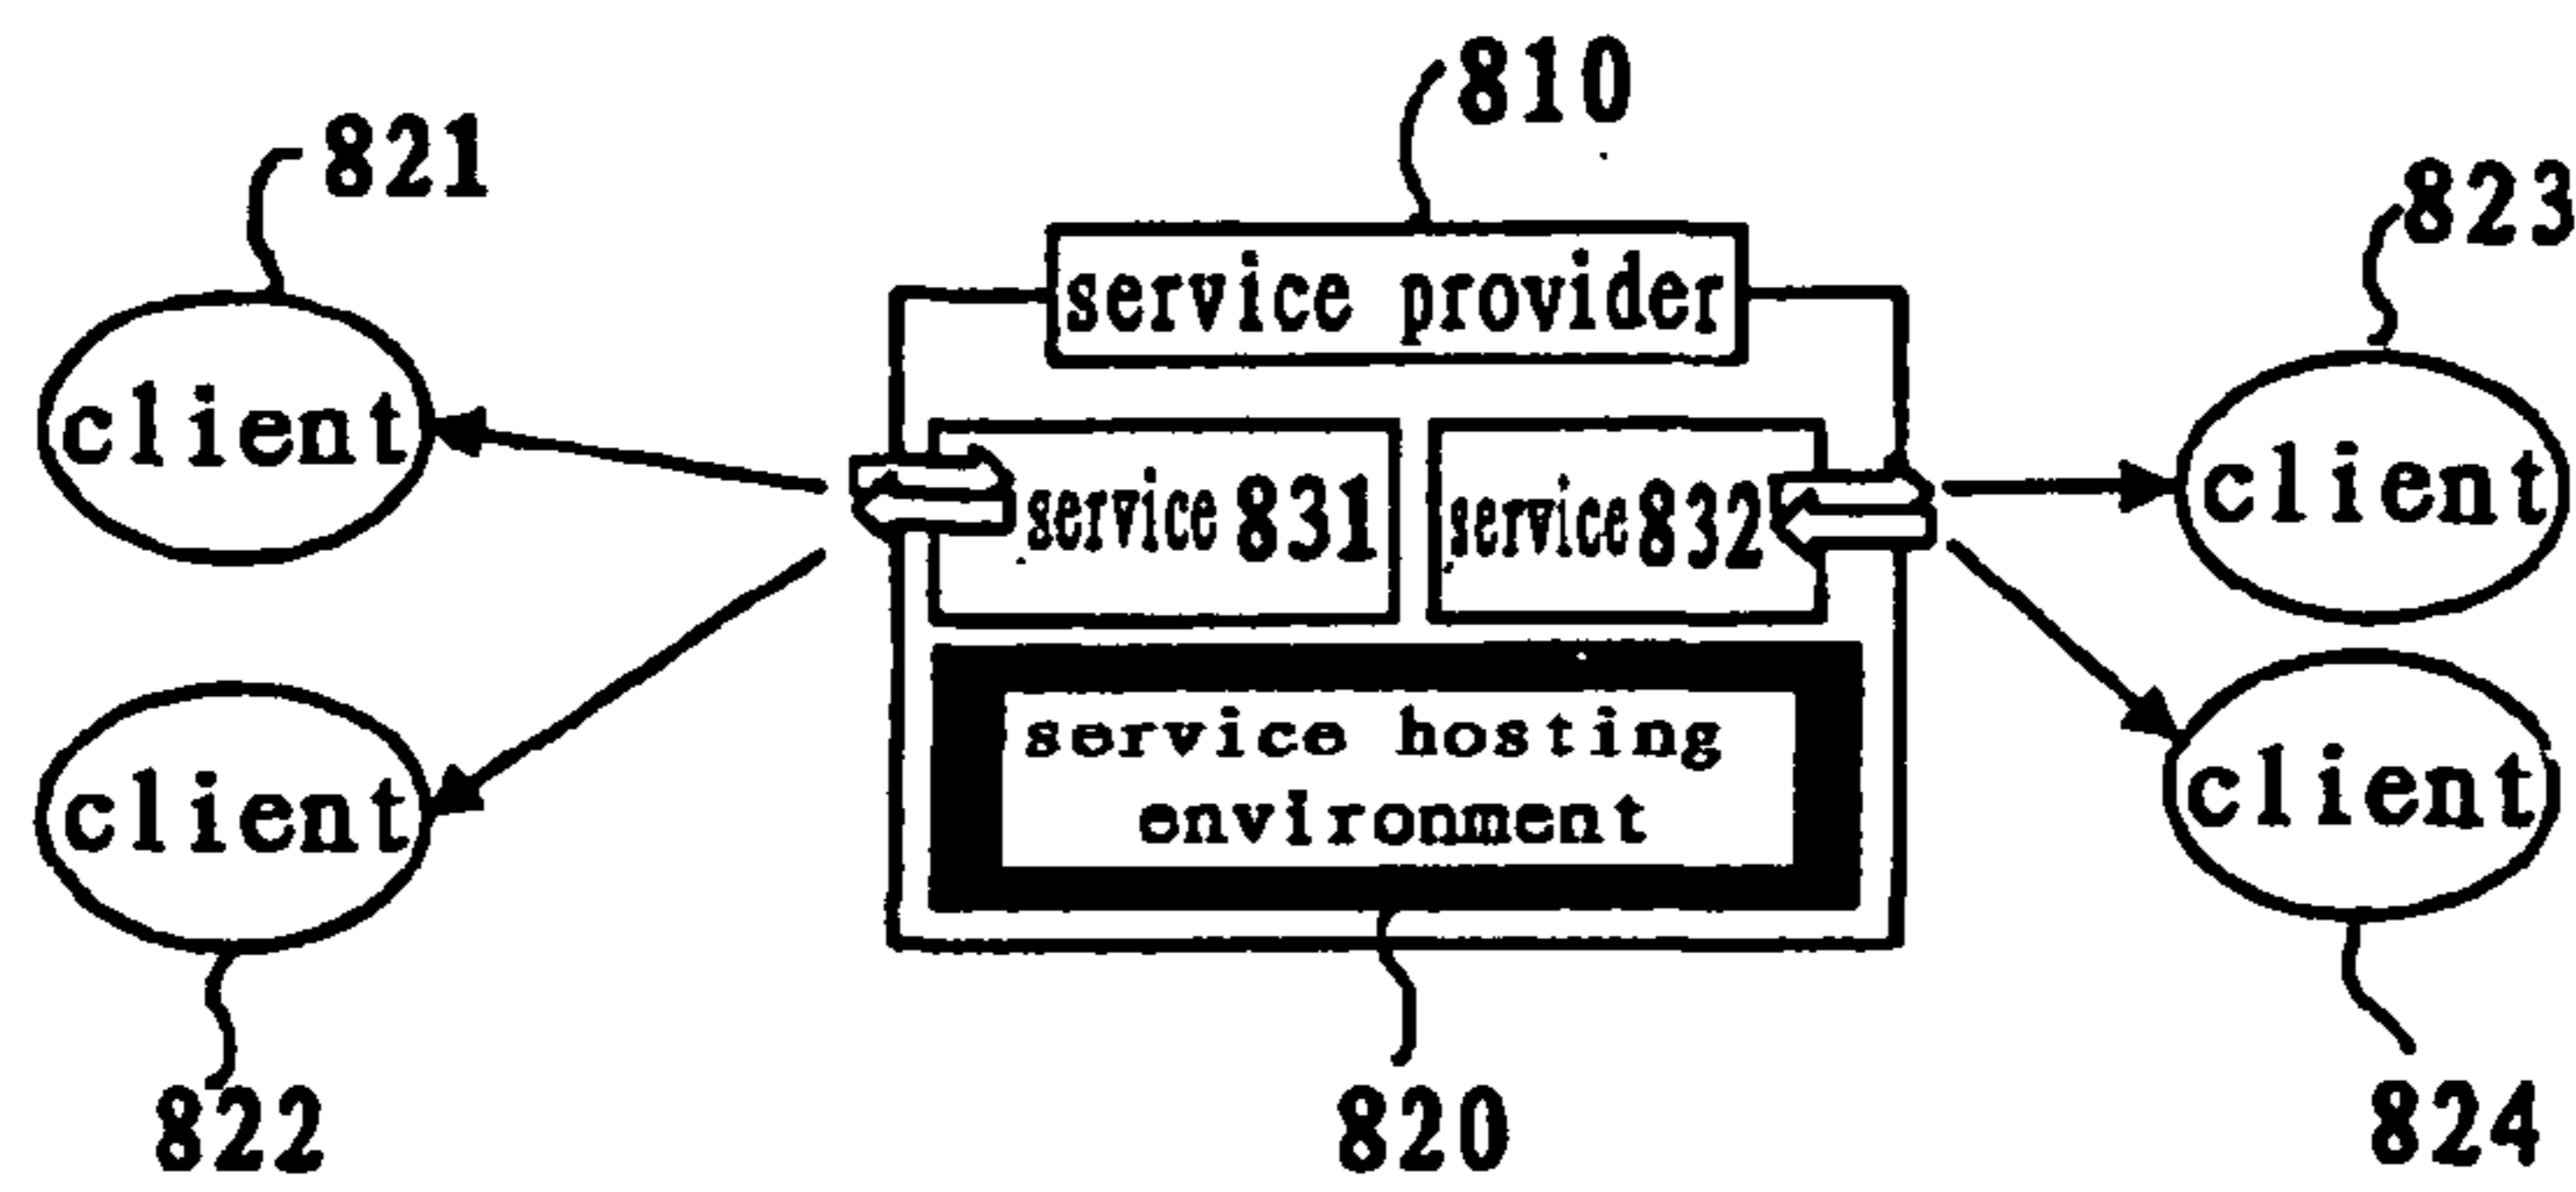 810
821
823
service provider
client
client
service 831
service 832
service hosting
environment
client
client
822
820
824